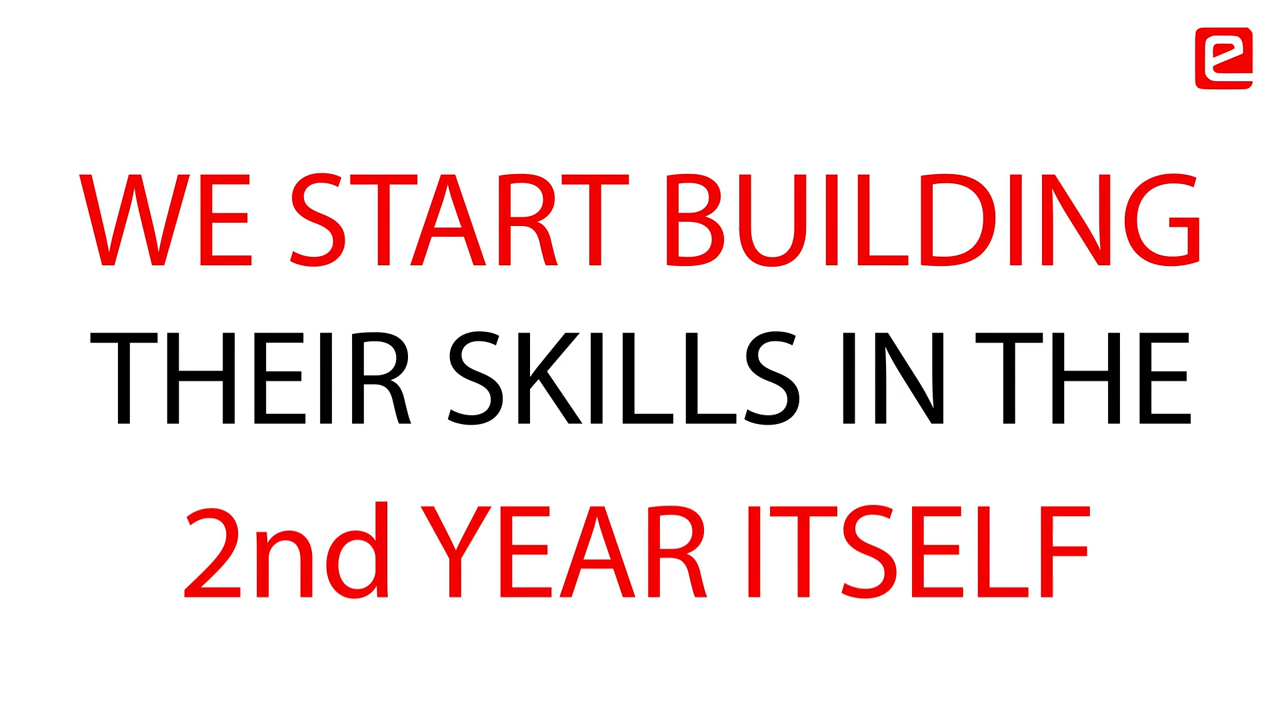 e
WE START BUILDING
THEIR SKILLS IN THE
2nd YEAR ITSELF